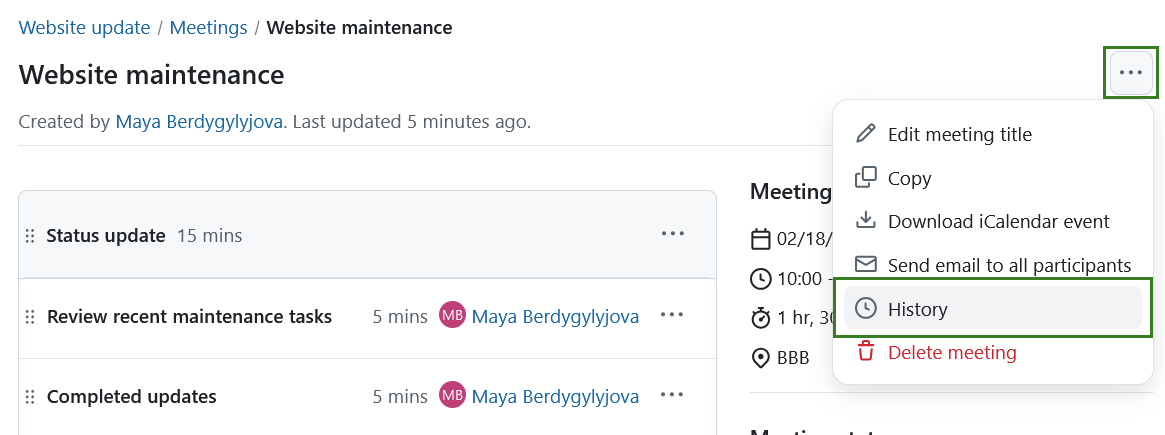 Website update / Meetings / Website maintenance
Website maintenance
Created by Maya Berdygylyjova. Last updated 5 minutes ago.
Status update 15 mins
Review recent maintenance tasks 5 mins MB Maya Berdygylyjova
Completed updates 5 mins MB Maya Berdygylyjova
Meeting
02/18/
10:00 -
1 hr, 30
BBB
Edit meeting title
Copy
Download iCalendar event
Send email to all participants
History
Delete meeting